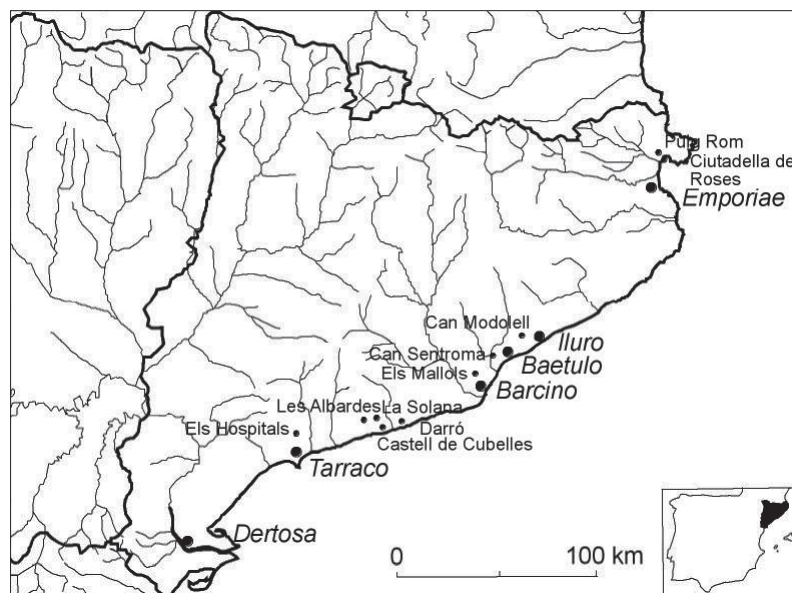 Puig Rom
Ciutadella de
Roses
Emporiae
Can Modolell
Iluro
Can Sentroma
Baetulo
Els Mallols
Barcino
Les Albardes
La Solana
Els Hospitals
Darró
Castell de Cubelles
Tarraco
Dertosa
0 100 km